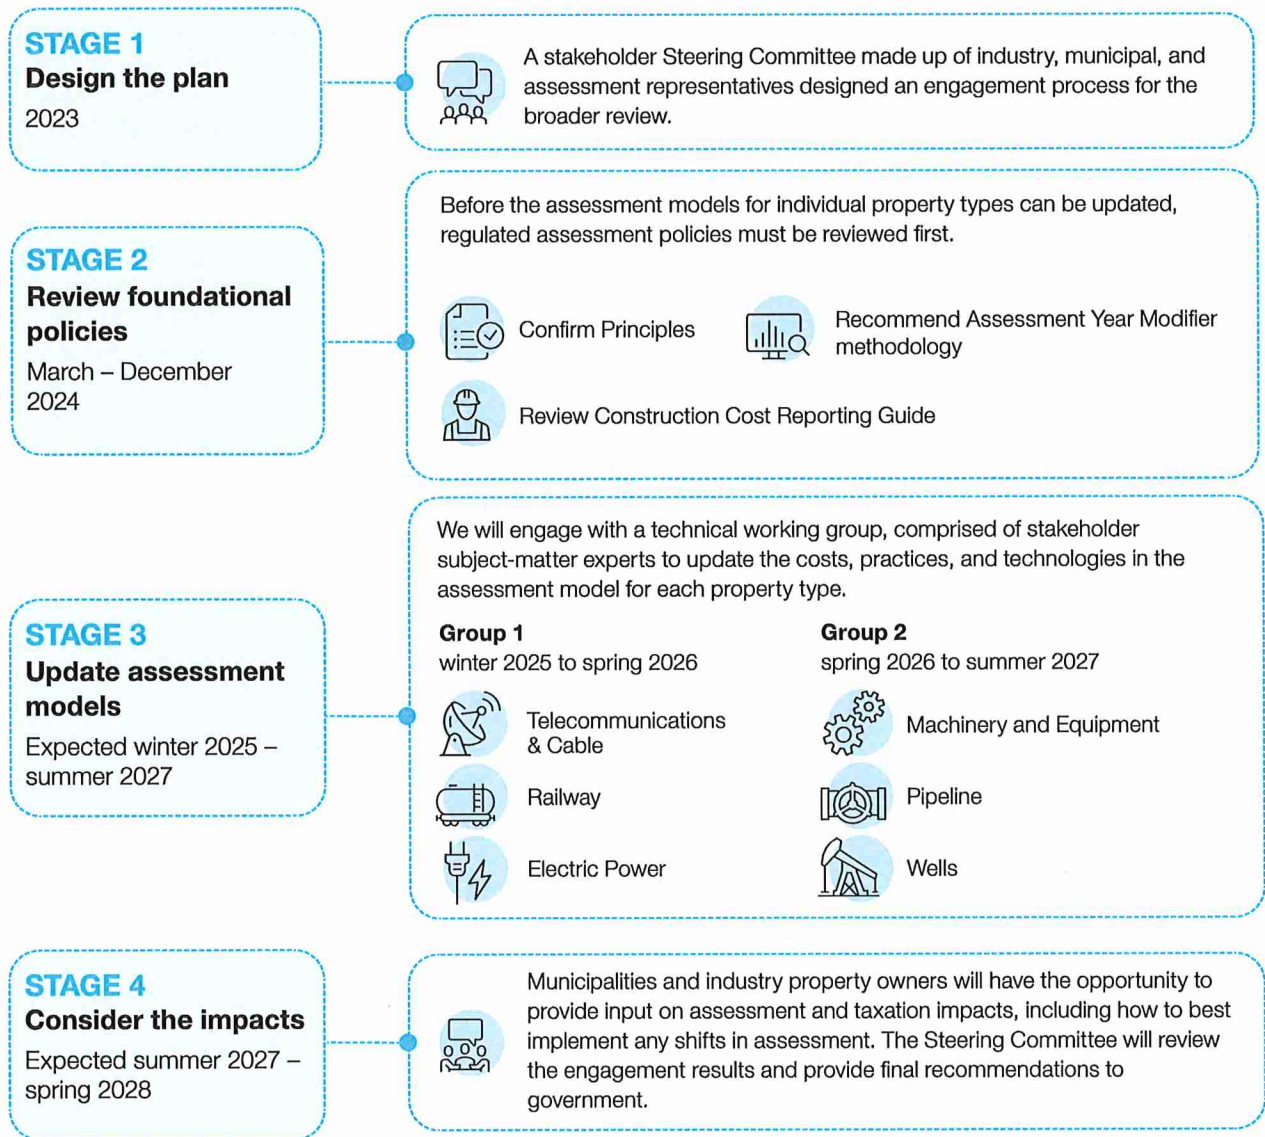 STAGE 1
Design the plan
2023
A stakeholder Steering Committee made up of industry, municipal, and
assessment representatives designed an engagement process for the
broader review.
STAGE 2
Review foundational
policies
March – December
2024
Before the assessment models for individual property types can be updated,
regulated assessment policies must be reviewed first.
Confirm Principles
Recommend Assessment Year Modifier
methodology
Review Construction Cost Reporting Guide
STAGE 3
Update assessment
models
Expected winter 2025 –
summer 2027
We will engage with a technical working group, comprised of stakeholder
subject-matter experts to update the costs, practices, and technologies in the
assessment model for each property type.
Group 1
winter 2025 to spring 2026
Telecommunications
& Cable
Railway
Electric Power
Group 2
spring 2026 to summer 2027
Machinery and Equipment
Pipeline
Wells
STAGE 4
Consider the impacts
Expected summer 2027 –
spring 2028
Municipalities and industry property owners will have the opportunity to
provide input on assessment and taxation impacts, including how to best
implement any shifts in assessment. The Steering Committee will review
the engagement results and provide final recommendations to
government.